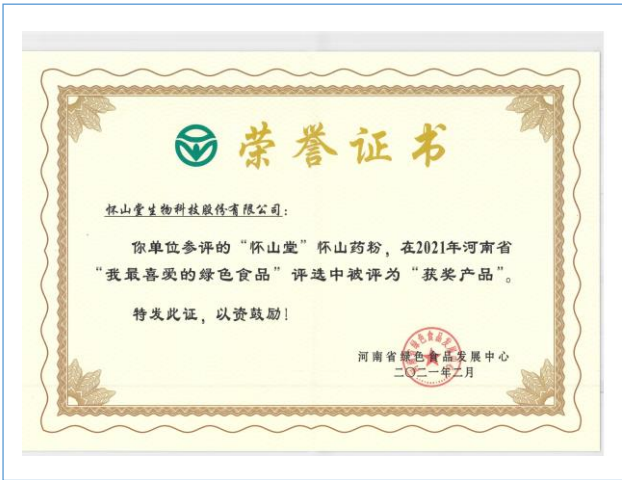 荣誉证书
怀山堂生物科技股份有限公司:
你单位参评的“怀山堂”怀山药粉，在2021年河南省
“我最喜爱的绿色食品”评选中被评为“获奖产品”。
特发此证，以资鼓励！
河南省绿色食品发展中心
二〇二一年二月